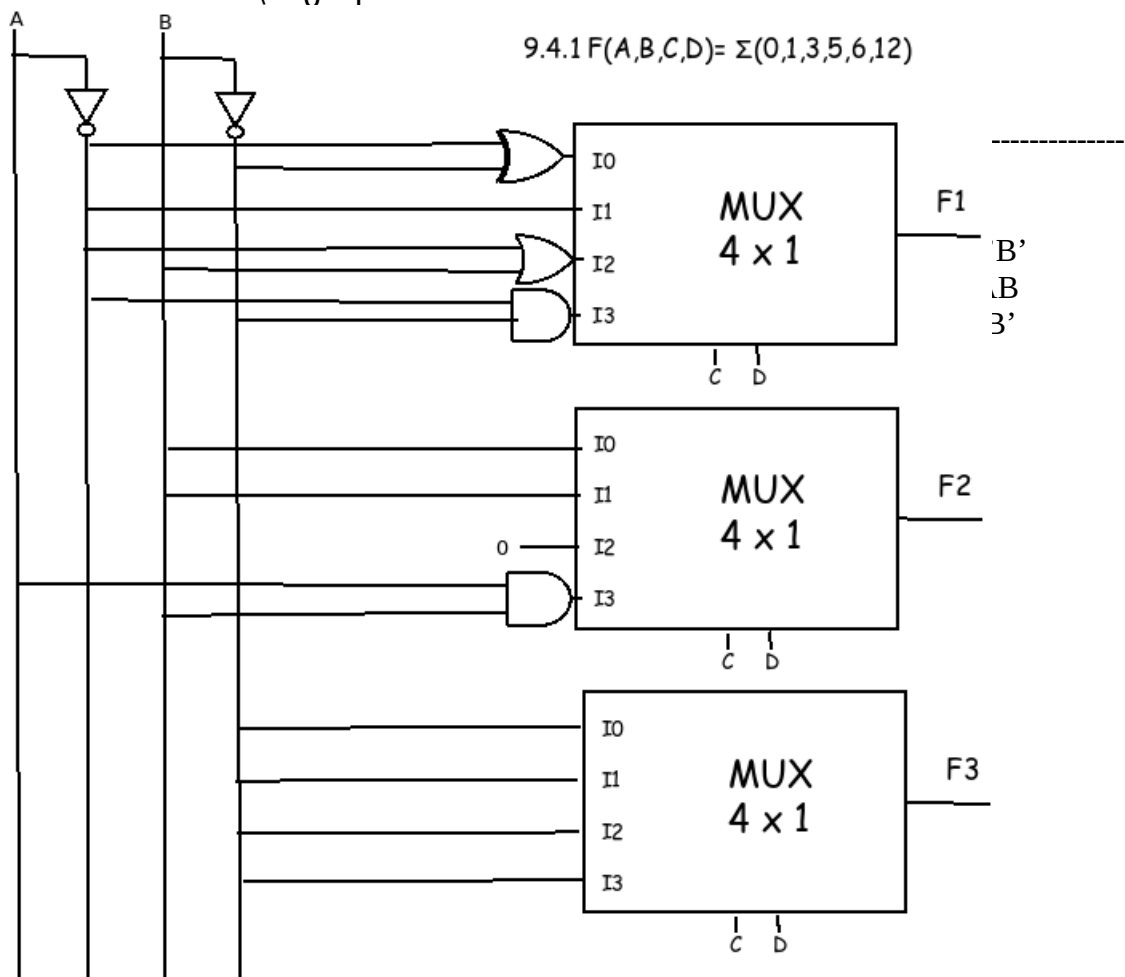 A
B
9.4.1 F(A,B,C,D)= Σ(0,1,3,5,6,12)
I0
I1
I2
I3
MUX
4 x 1
F1
C D
B’
B
B’
I0
I1
0 I2
I3
MUX
4 x 1
F2
C D
I0
I1
I2
I3
MUX
4 x 1
F3
C D